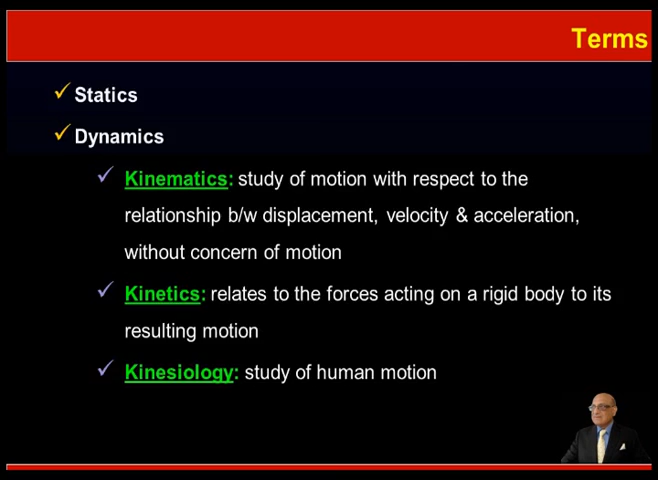 Terms
Statics
Dynamics
Kinematics: study of motion with respect to the
relationship b/w displacement, velocity & acceleration,
without concern of motion
Kinetics: relates to the forces acting on a rigid body to its
resulting motion
Kinesiology: study of human motion